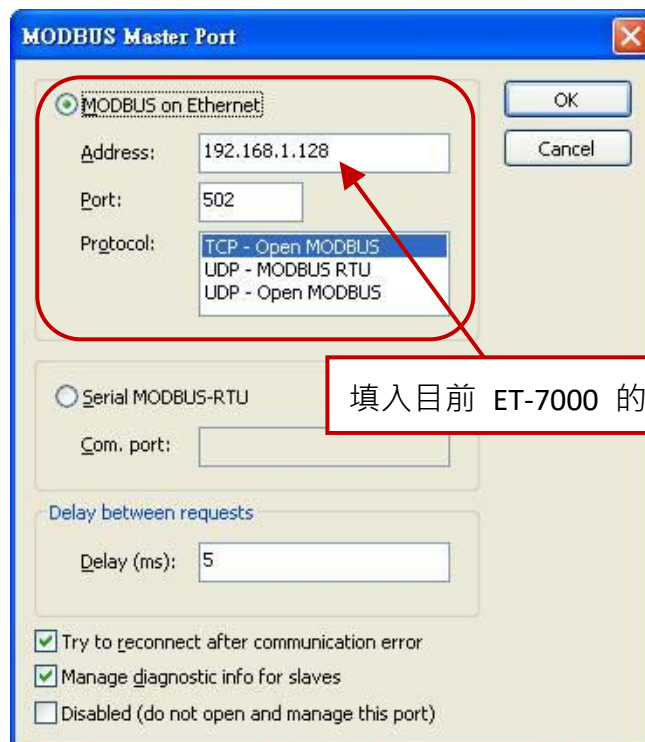 MODBUS Master Port
MODBUS on Ethernet
OK
Address: 192.168.1.128
Cancel
Port: 502
Protocol: TCP - Open MODBUS
UDP - MODBUS RTU
UDP - Open MODBUS
Serial MODBUS-RTU
填入目前 ET-7000 的
Com. port:
Delay between requests
Delay (ms): 5
Try to reconnect after communication error
Manage diagnostic info for slaves
Disabled (do not open and manage this port)